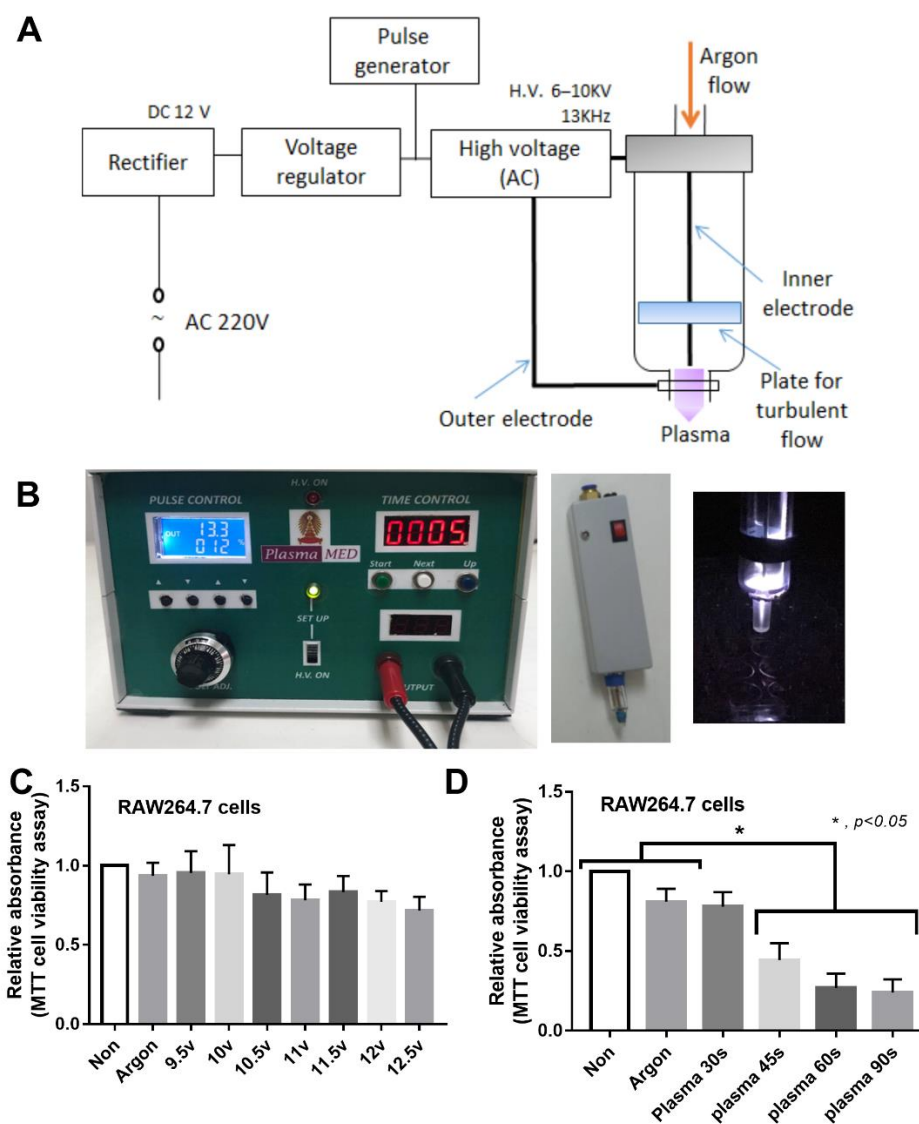 A
Pulse
generator
DC 12 V
H.V. 6–10KV
13KHz
Argon
flow
Rectifier
Voltage
regulator
High voltage
(AC)
~
AC 220V
Inner
electrode
Outer electrode
Plate for
turbulent
flow
Plasma
B
PULSE CONTROL
H.V. ON
TIME CONTROL
OUT 13.3
012
0005
Plasma MED
Start Next Up
SET UP
H.V. ON
ADJ.
C
RAW264.7 cells
Relative absorbance
(MTT cell viability assay)
1.5
1.0
0.5
0.0
Non
Argon
9.5v
10v
10.5v
11v
11.5v
12v
12.5v
D
RAW264.7 cells
* , p<0.05
*
Relative absorbance
(MTT cell viability assay)
1.5
1.0
0.5
0.0
Non
Argon
Plasma 30s
plasma 45s
plasma 60s
plasma 90s